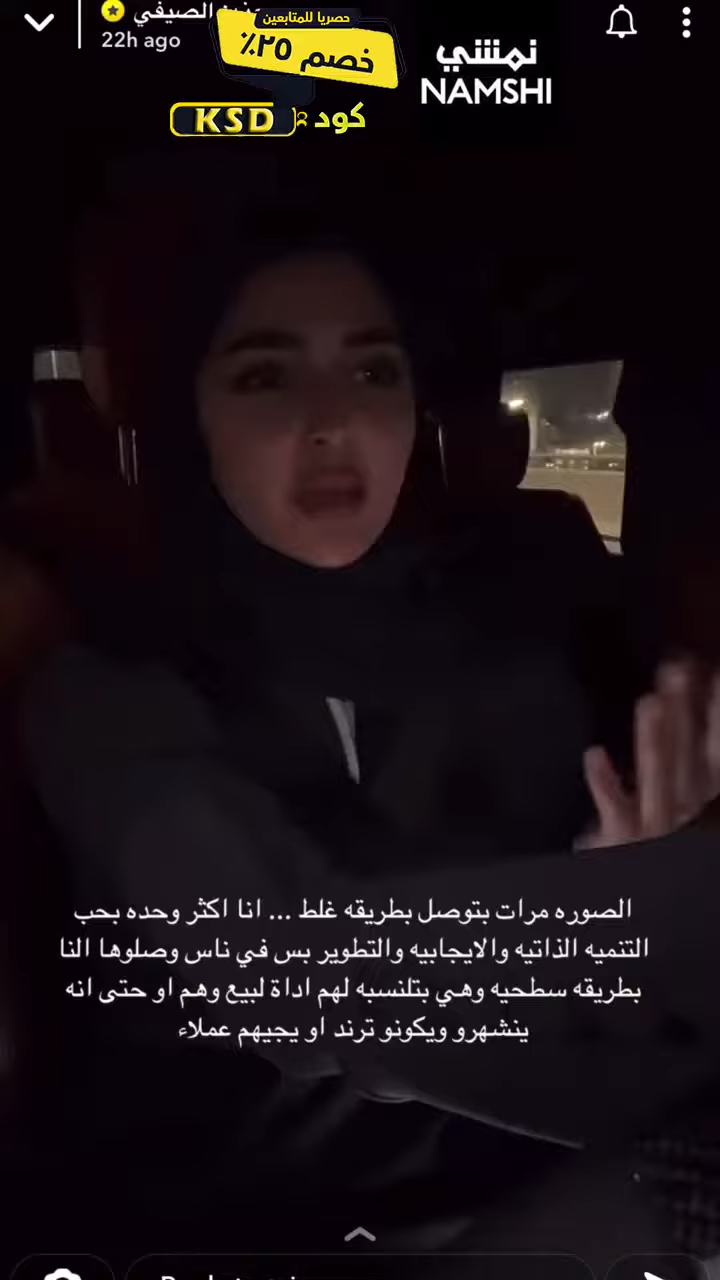 الصيفي
22h ago
حصريا للمتابعين
خصم ٢٥٪
كود KSD
نمشي
NAMSHI
الصوره مرات بتوصل بطريقه غلط ... انا اكثر وحده بحب
التنميه الذاتيه والايجابيه والتطوير بس في ناس وصلوها النا
بطريقه سطحيه وهي بتلنسبه لهم اداة لبيع وهم او حتى انه
ينشهرو ويكونو ترند او يجيهم عملاء